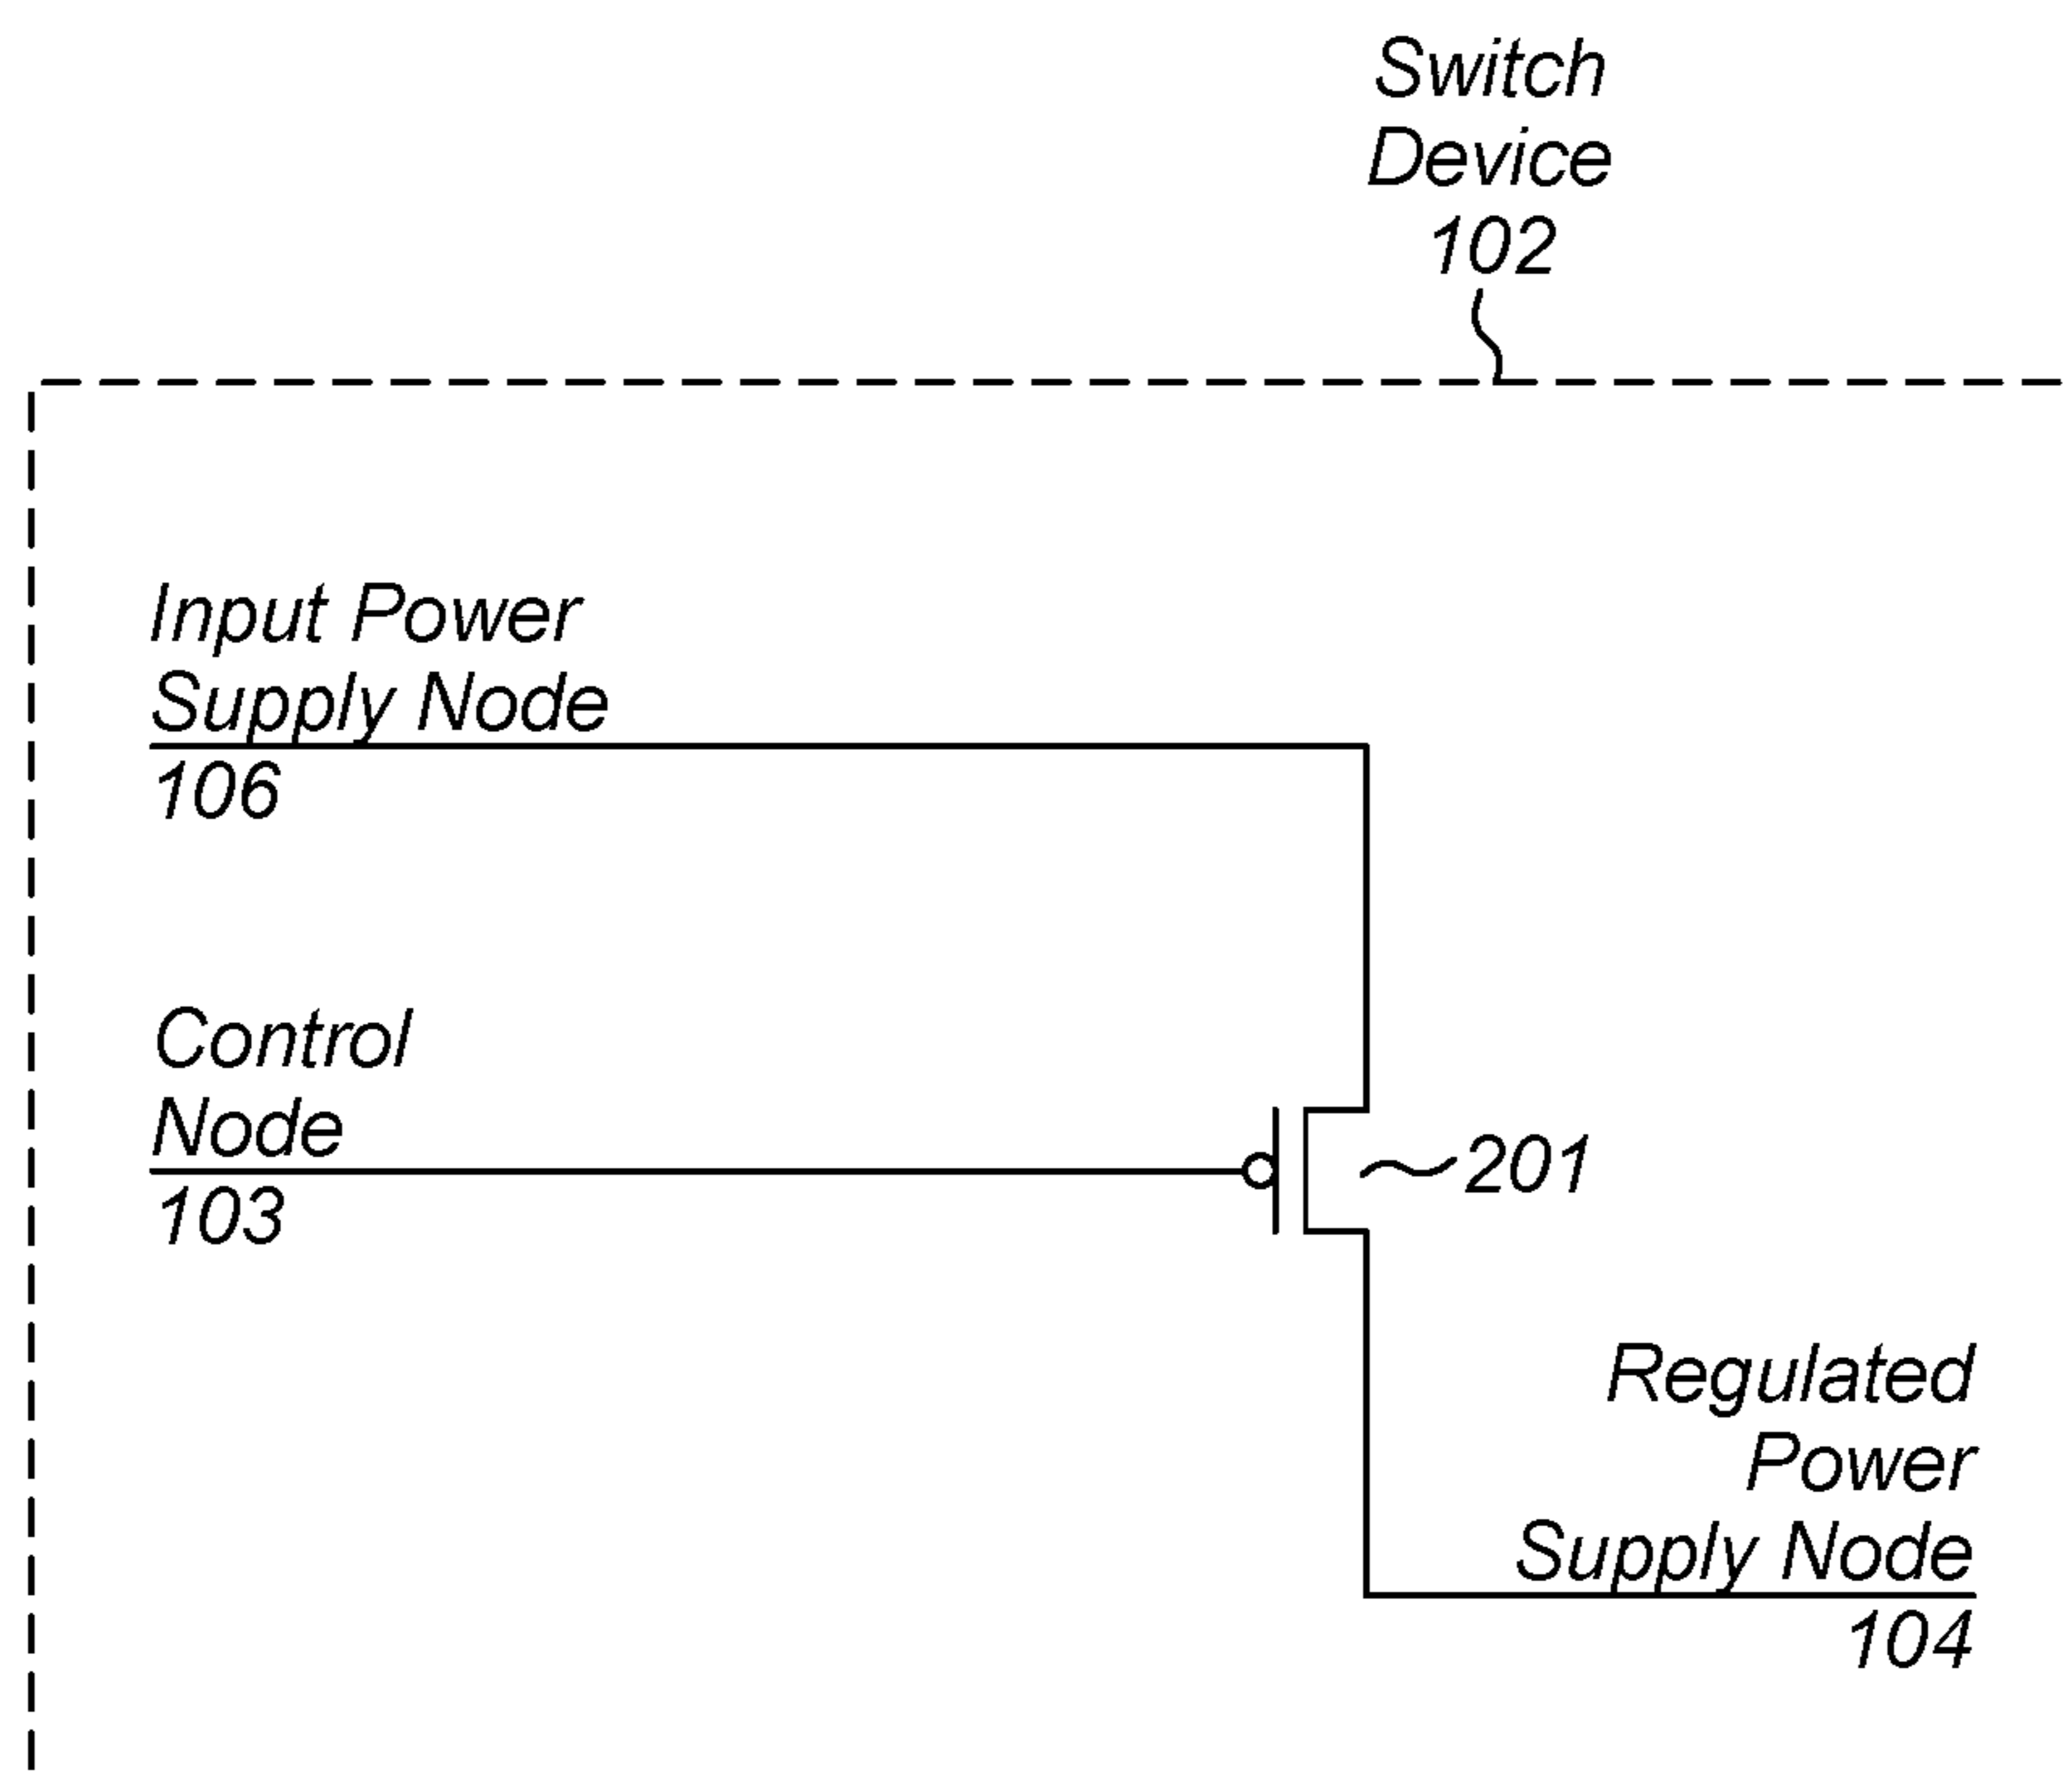 Switch
Device
102
Input Power
Supply Node
106
Control
Node
103
201
Regulated
Power
Supply Node
104